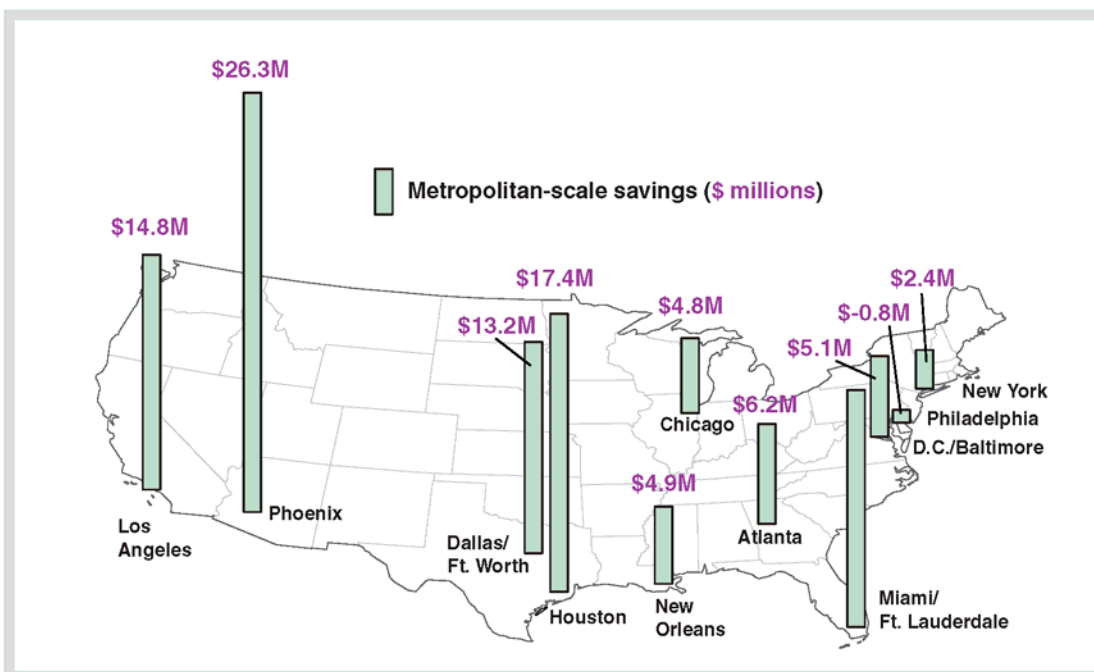 $26.3M
Metropolitan-scale savings ($ millions)
$14.8M
$17.4M
$4.8M
$2.4M
$-0.8M
$13.2M
$5.1M
New York
$6.2M
Philadelphia
Chicago
D.C./Baltimore
$4.9M
Phoenix
Los
Angeles
Atlanta
Dallas/
Ft. Worth
Houston
New
Orleans
Miami/
Ft. Lauderdale